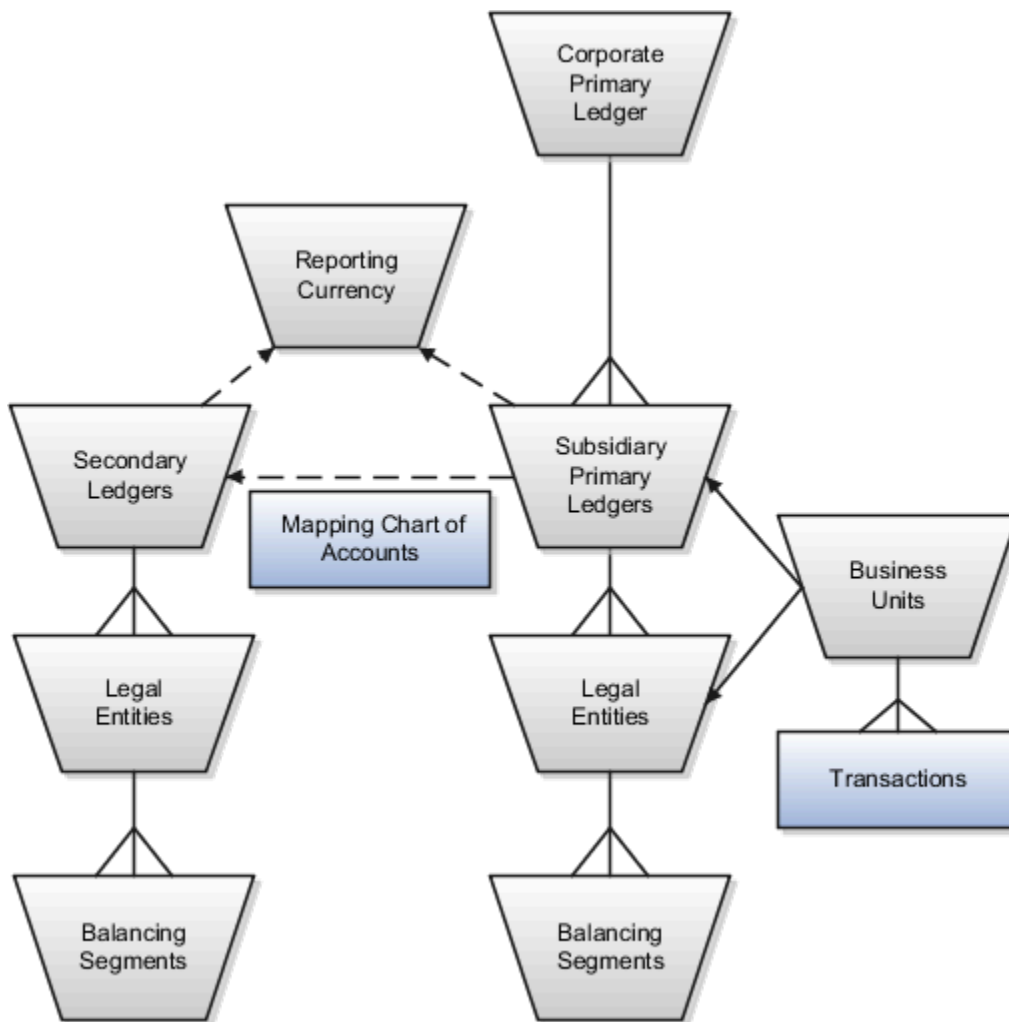 Corporate
Primary
Ledger
Reporting
Currency
Secondary
Ledgers
Subsidiary
Primary
Ledgers
Mapping Chart of
Accounts
Business
Units
Legal
Entities
Legal
Entities
Transactions
Balancing
Segments
Balancing
Segments